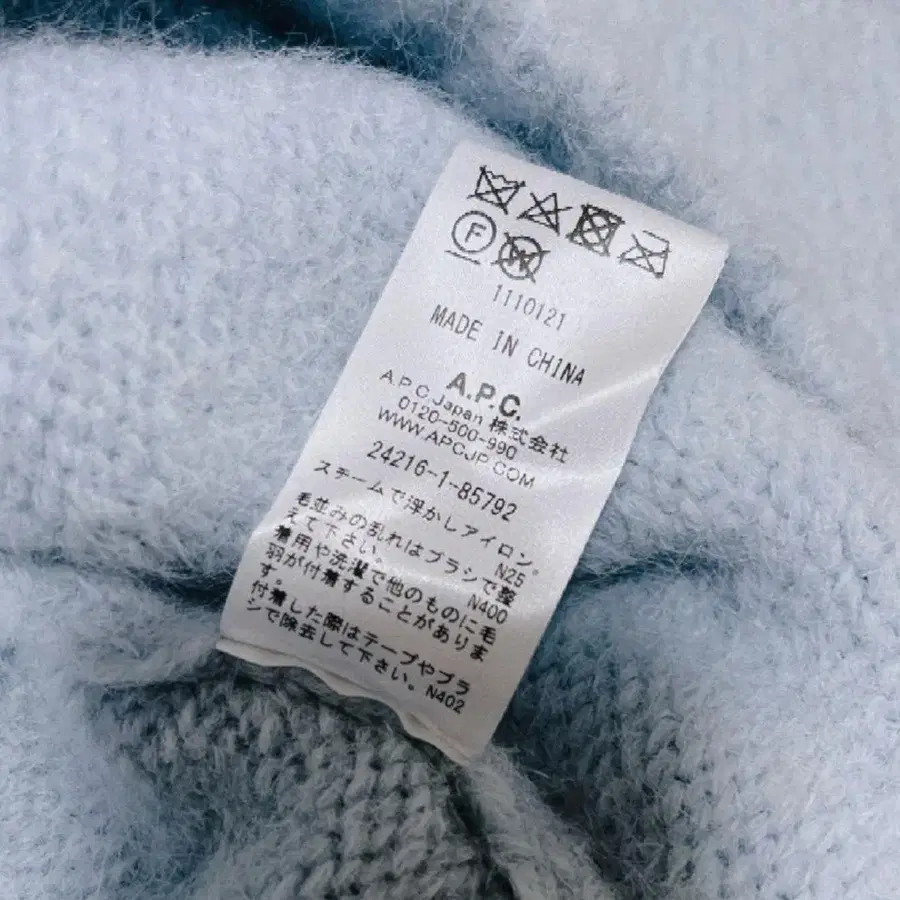 F W
1110121
MADE IN CHINA
A.P.C.
A.P.C.Japan 株式会社
0120-500-990
WWW.APCJP.COM
24216-1-85792
スチームで浮かしアイロン。
N25
毛並みの乱れはブラシで整
えて下さい。 N400
着用や洗濯で他のものに毛
羽が付着することがありま
す。
付着した際はテープやブラ
シで除去して下さい。N402